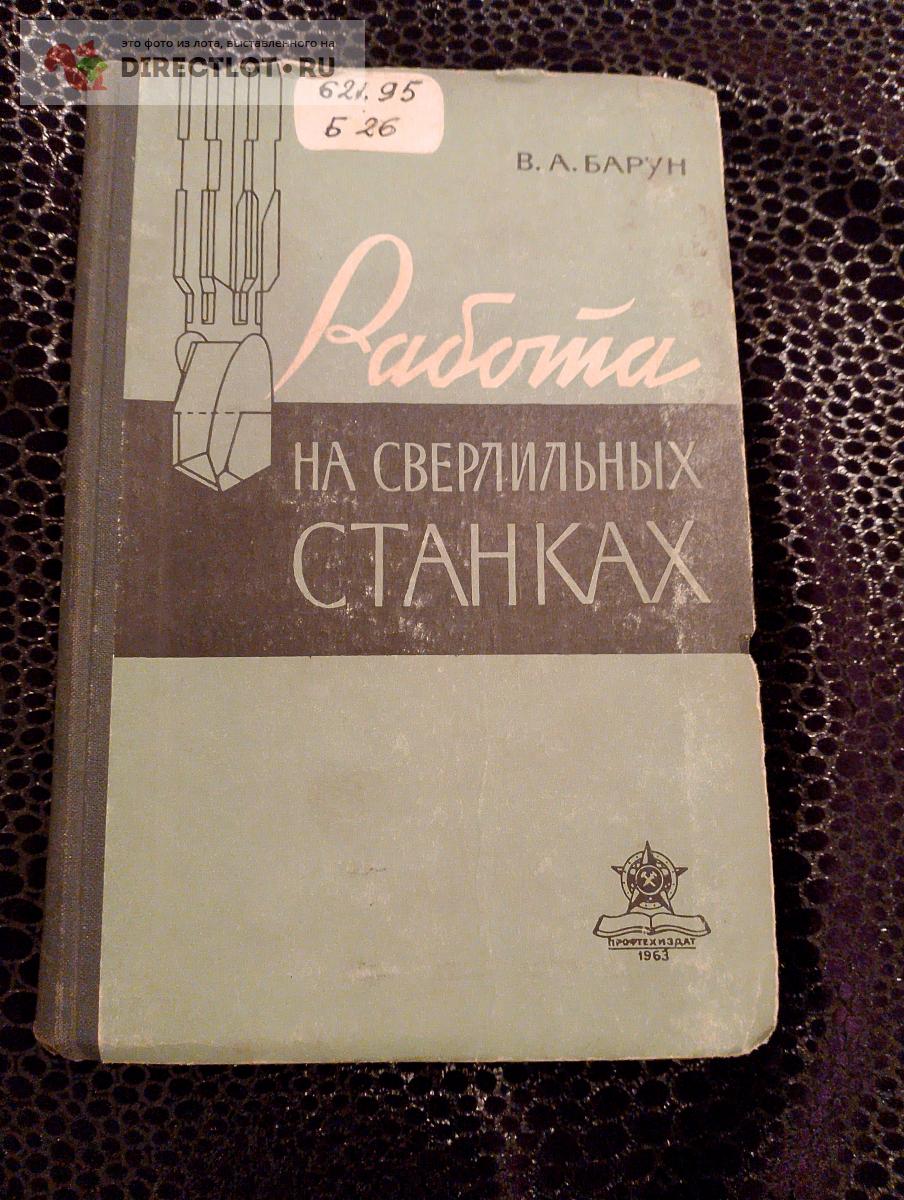 это фото из лота, выставленного на
DIRECTLOT.RU
621.95
Б 26
В. А. БАРУН
Работа
НА СВЕРЛИЛЬНЫХ
СТАНКАХ
ПРОФТЕХИЗДАТ
1963